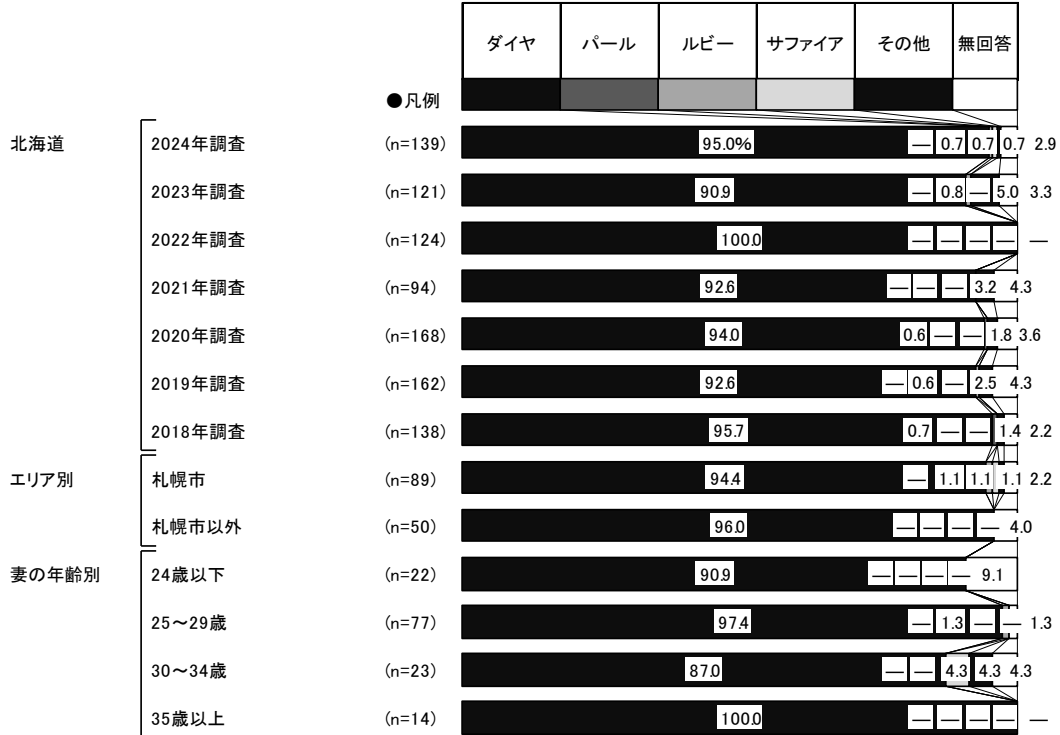 ダイヤ パール ルビー サファイア その他 無回答
●凡例
北海道 2024年調査 (n=139) 95.0% — 0.7 0.7 0.7 2.9
2023年調査 (n=121) 90.9 — 0.8 — 5.0 3.3
2022年調査 (n=124) 100.0 — — — — —
2021年調査 (n=94) 92.6 — — — 3.2 4.3
2020年調査 (n=168) 94.0 0.6 — — 1.8 3.6
2019年調査 (n=162) 92.6 — 0.6 — 2.5 4.3
2018年調査 (n=138) 95.7 0.7 — — 1.4 2.2
エリア別 札幌市 (n=89) 94.4 — 1.1 1.1 1.1 2.2
札幌市以外 (n=50) 96.0 — — — — 4.0
妻の年齢別 24歳以下 (n=22) 90.9 — — — — 9.1
25～29歳 (n=77) 97.4 — 1.3 — — 1.3
30～34歳 (n=23) 87.0 — — 4.3 4.3 4.3
35歳以上 (n=14) 100.0 — — — — —